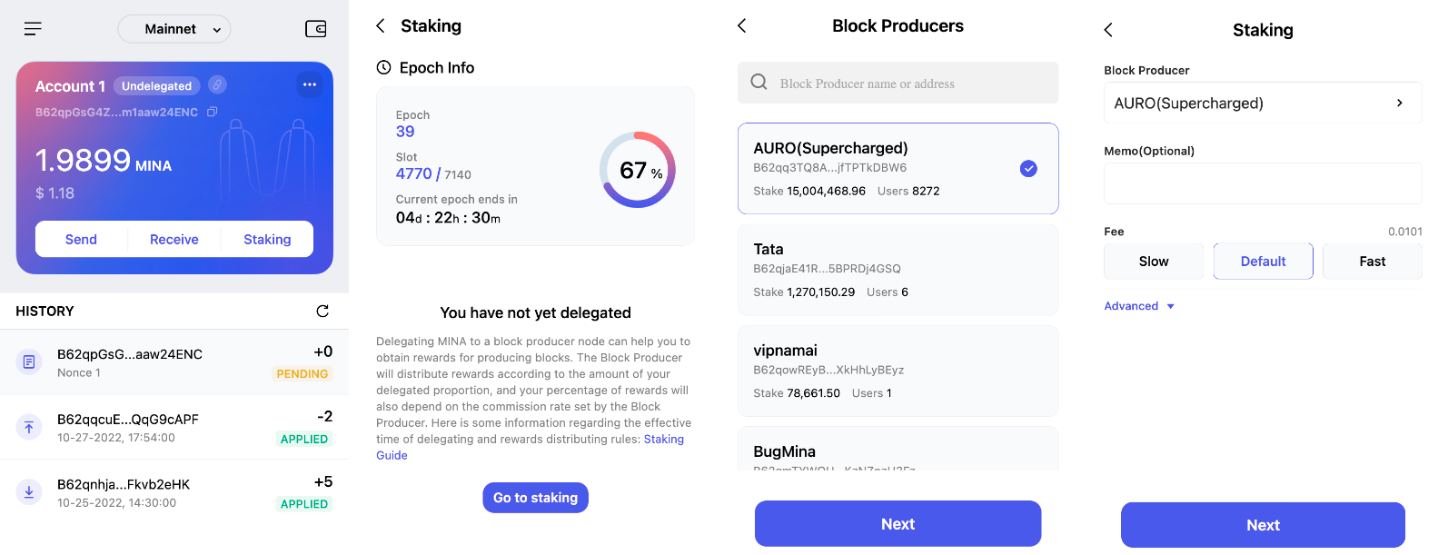 Mainnet
Account 1 Undelegated
B62qpGsG4Z...m1aaw24ENC
1.9899 MINA
$ 1.18
Send Receive Staking
HISTORY
B62qpGsG...aaw24ENC +0
Nonce 1 PENDING
B62qqcuE...QqG9cAPF -2
10-27-2022, 17:54:00 APPLIED
B62qnhja...Fkvb2eHK +5
10-25-2022, 14:30:00 APPLIED
Staking
Epoch Info
Epoch
39
Slot
4770 / 7140
Current epoch ends in
04d : 22h : 30m
67 %
You have not yet delegated
Delegating MINA to a block producer node can help you to
obtain rewards for producing blocks. The Block Producer
will distribute rewards according to the amount of your
delegated proportion, and your percentage of rewards will
also depend on the commission rate set by the Block
Producer. Here is some information regarding the effective
time of delegating and rewards distributing rules: Staking
Guide
Go to staking
Block Producers
Block Producer name or address
AURO(Supercharged)
B62qq3TQ8A...jfTPTkDBW6
Stake 15,004,468.96 Users 8272
Tata
B62qjaE41R...5BPRDj4GSQ
Stake 1,270,150.29 Users 6
vipnamai
B62qowREyB...XkHhLyBEyz
Stake 78,661.50 Users 1
BugMina
Next
Staking
Block Producer
AURO(Supercharged)
Memo(Optional)
Fee 0.0101
Slow Default Fast
Advanced
Next